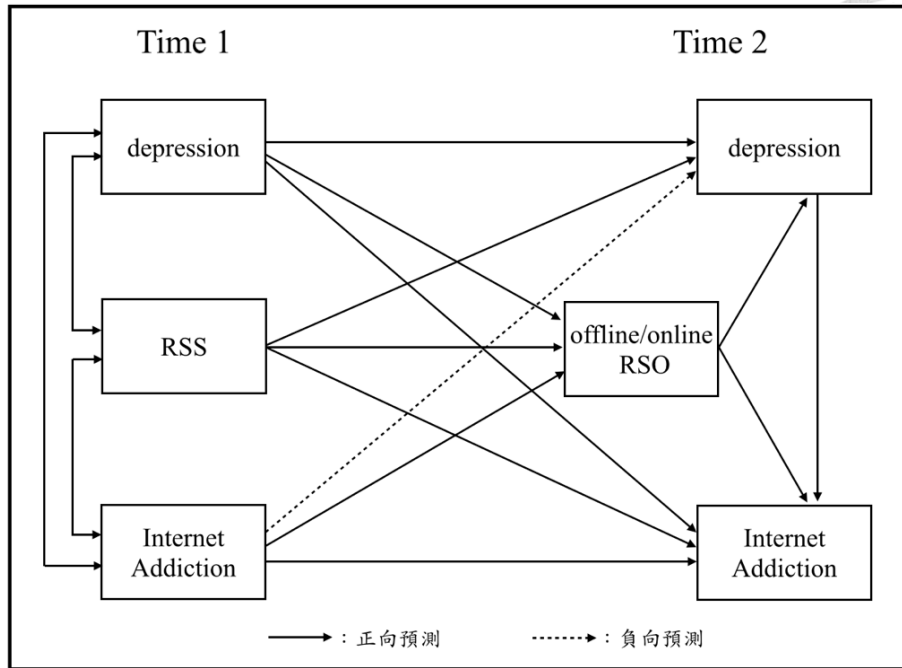 Time 1
Time 2
depression
depression
RSS
offline/online
RSO
Internet
Addiction
Internet
Addiction
：正向預測
：負向預測